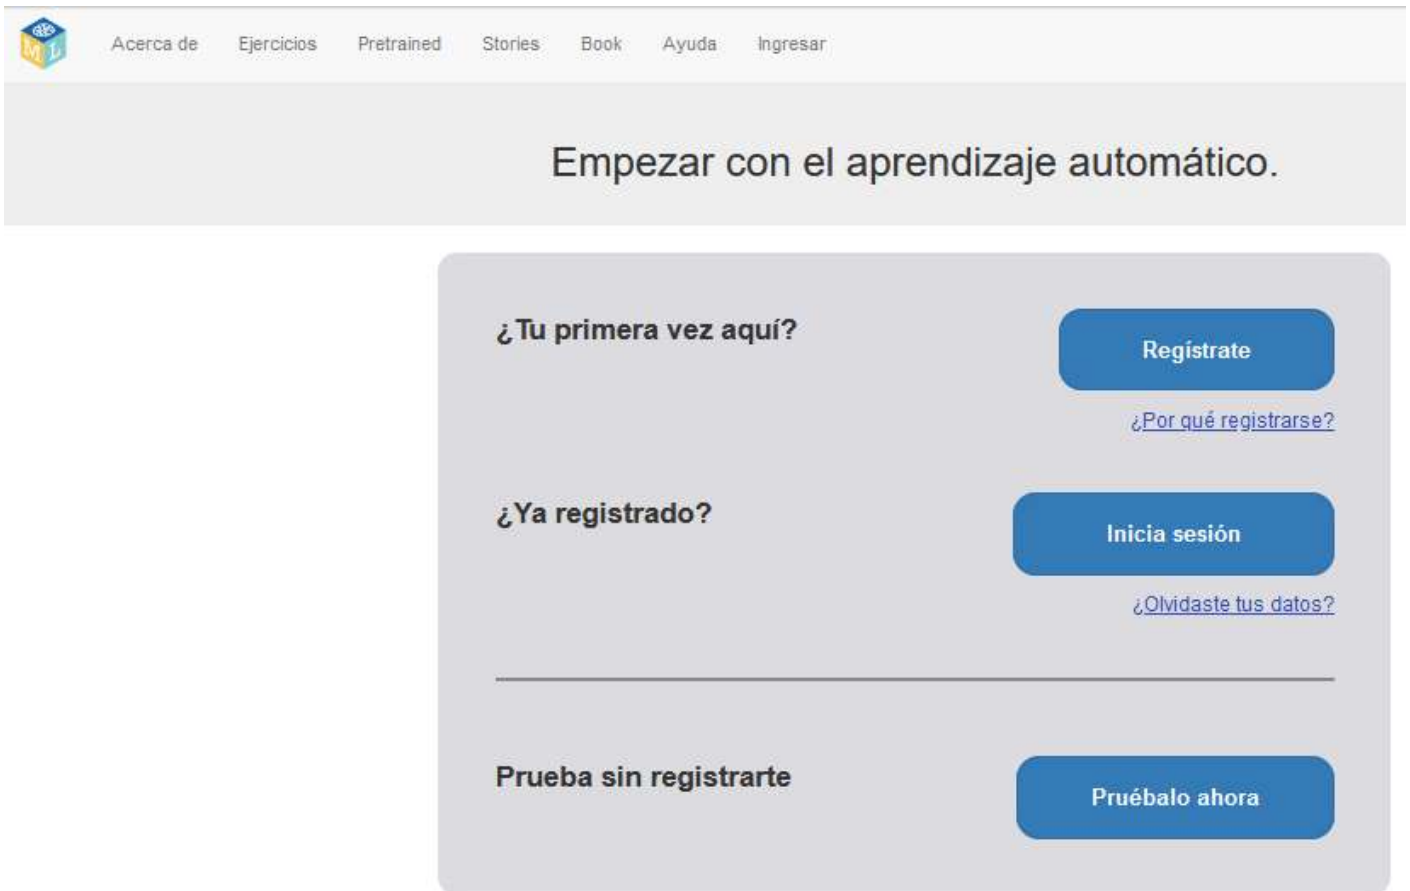 M L
Acerca de Ejercicios Pretrained Stories Book Ayuda Ingresar
Empezar con el aprendizaje automático.
¿Tu primera vez aquí?
Regístrate
¿Por qué registrarse?
¿Ya registrado?
Inicia sesión
¿Olvidaste tus datos?
Prueba sin registrarte
Pruébalo ahora